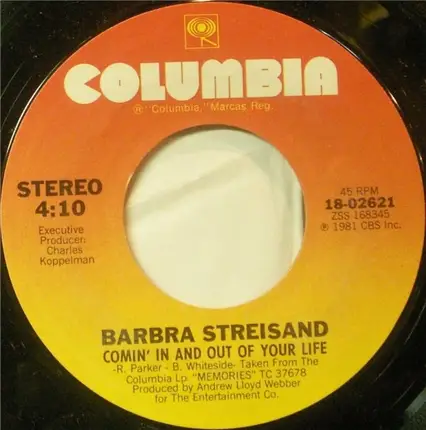 COLUMBIA
® "Columbia," Marcas Reg.
STEREO
4:10
Executive
Producer:
Charles
Koppelman
45 RPM
18-02621
ZSS 168345
℗ 1981 CBS Inc.
BARBRA STREISAND
COMIN' IN AND OUT OF YOUR LIFE
-R. Parker - B. Whiteside- Taken From The
Columbia Lp "MEMORIES" TC 37678
Produced by Andrew Lloyd Webber
for The Entertainment Co.